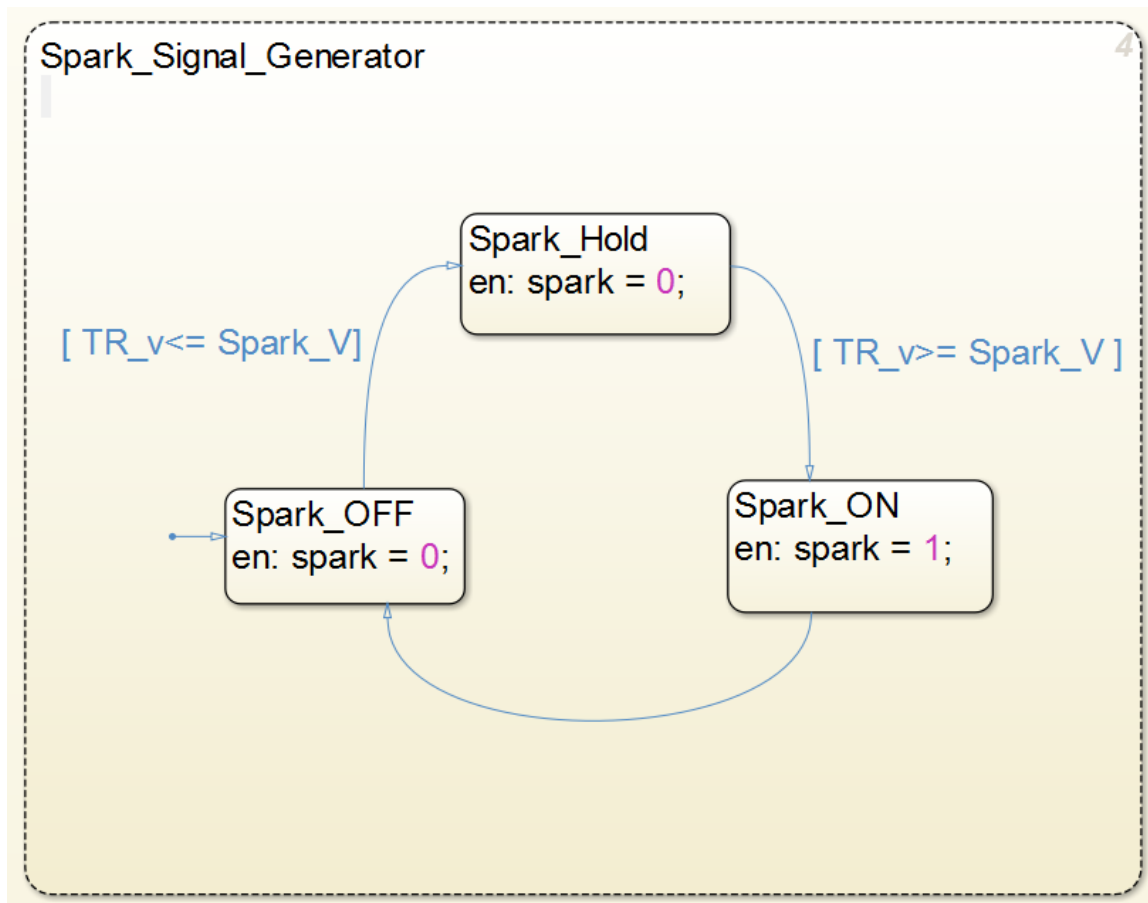 Spark_Signal_Generator
4
Spark_Hold
en: spark = 0;
[ TR_v<= Spark_V]
[ TR_v>= Spark_V ]
Spark_OFF
en: spark = 0;
Spark_ON
en: spark = 1;